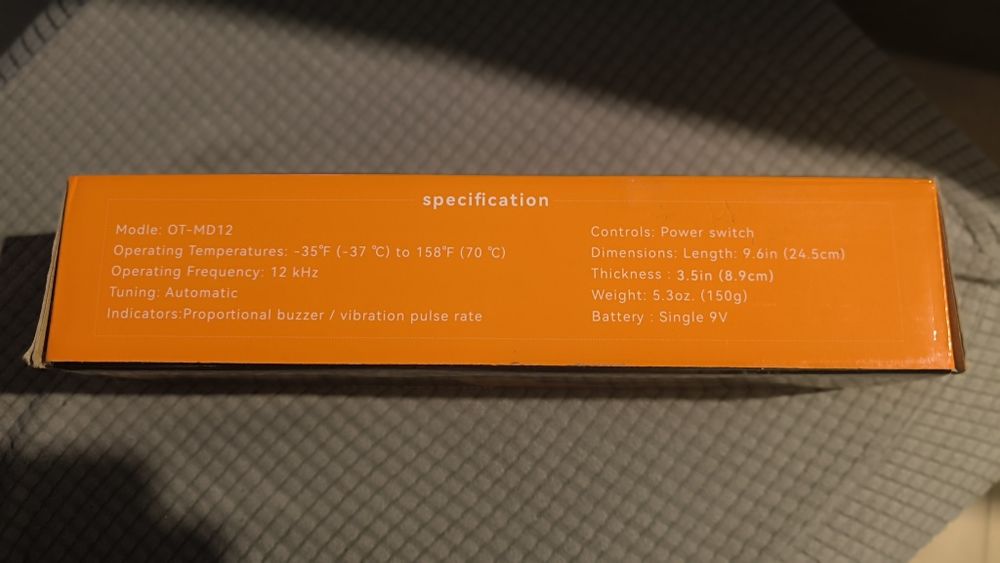 specification
Modle: OT-MD12
Operating Temperatures: -35°F (-37 ℃) to 158°F (70 ℃)
Operating Frequency: 12 kHz
Tuning: Automatic
Indicators:Proportional buzzer / vibration pulse rate
Controls: Power switch
Dimensions: Length: 9.6in (24.5cm)
Thickness : 3.5in (8.9cm)
Weight: 5.3oz. (150g)
Battery : Single 9V